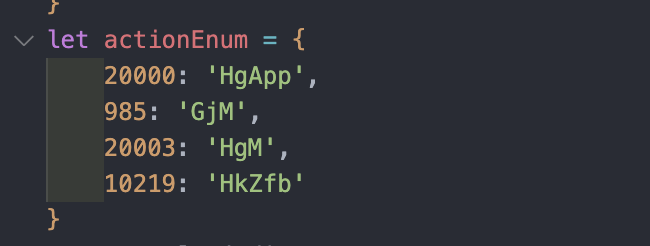 }
let actionEnum = {
20000: 'HgApp',
985: 'GjM',
20003: 'HgM',
10219: 'HkZfb'
}